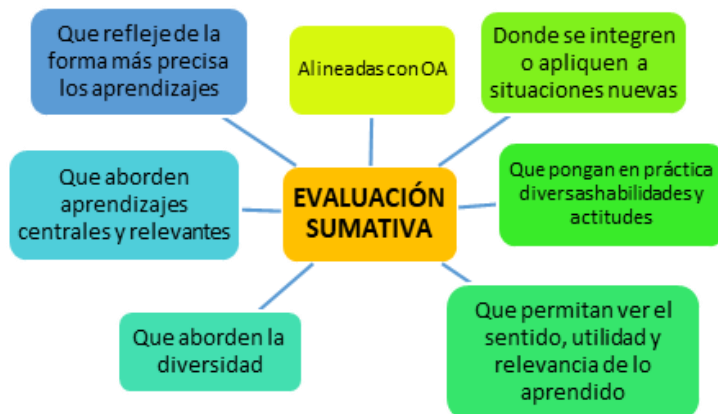 Que refleje de la
forma más precisa
los aprendizajes
Alineadas con OA
Donde se integren
o apliquen a
situaciones nuevas
Que aborden
aprendizajes
centrales y relevantes
EVALUACIÓN
SUMATIVA
Que pongan en práctica
diversashabilidades y
actitudes
Que aborden la
diversidad
Que permitan ver el
sentido, utilidad y
relevancia de lo
aprendido